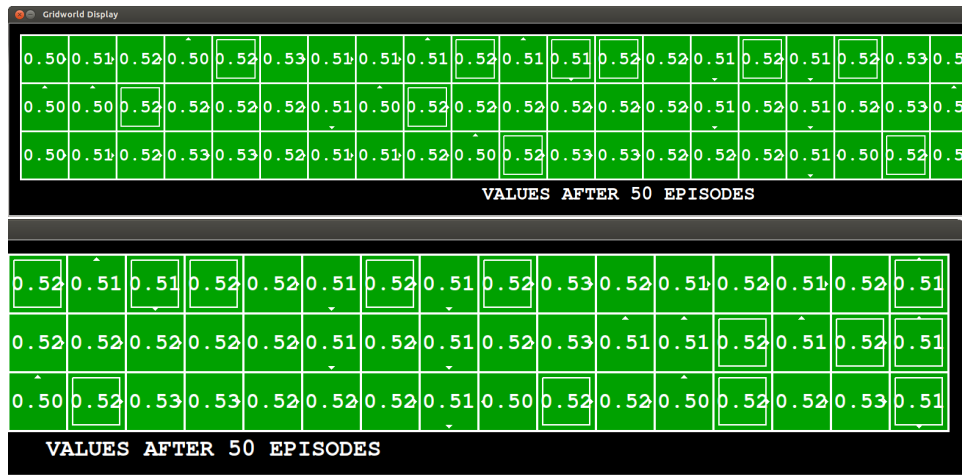 Gridworld Display
0.50 0.51 0.52 0.50 0.52 0.53 0.51 0.51 0.51 0.52 0.51 0.51 0.52 0.52 0.51 0.52 0.51 0.52 0.53 0.5
0.50 0.50 0.52 0.52 0.52 0.52 0.51 0.50 0.52 0.52 0.52 0.52 0.52 0.52 0.51 0.52 0.51 0.52 0.53 0.5
0.50 0.51 0.52 0.53 0.53 0.52 0.51 0.51 0.52 0.50 0.52 0.53 0.53 0.52 0.52 0.52 0.51 0.50 0.52 0.5
VALUES AFTER 50 EPISODES
0.52 0.51 0.51 0.52 0.52 0.51 0.52 0.51 0.52 0.53 0.52 0.51 0.52 0.51 0.52 0.51
0.52 0.52 0.52 0.52 0.52 0.51 0.52 0.51 0.52 0.53 0.51 0.51 0.52 0.51 0.52 0.51
0.50 0.52 0.53 0.53 0.52 0.52 0.52 0.51 0.50 0.52 0.52 0.50 0.52 0.52 0.53 0.51
VALUES AFTER 50 EPISODES